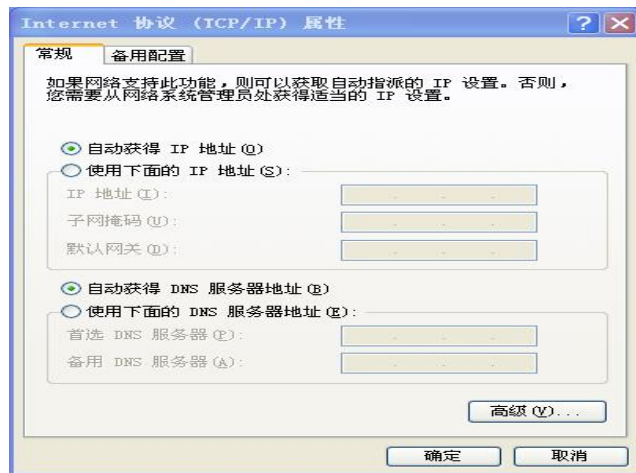 Internet 协议 (TCP/IP) 属性
常规
备用配置
如果网络支持此功能，则可以获取自动指派的 IP 设置。否则，
您需要从网络系统管理员处获得适当的 IP 设置。
自动获得 IP 地址(O)
使用下面的 IP 地址(S):
IP 地址(I):
子网掩码(U):
默认网关(D):
自动获得 DNS 服务器地址(B)
使用下面的 DNS 服务器地址(E):
首选 DNS 服务器(P):
备用 DNS 服务器(A):
高级(V)...
确定
取消